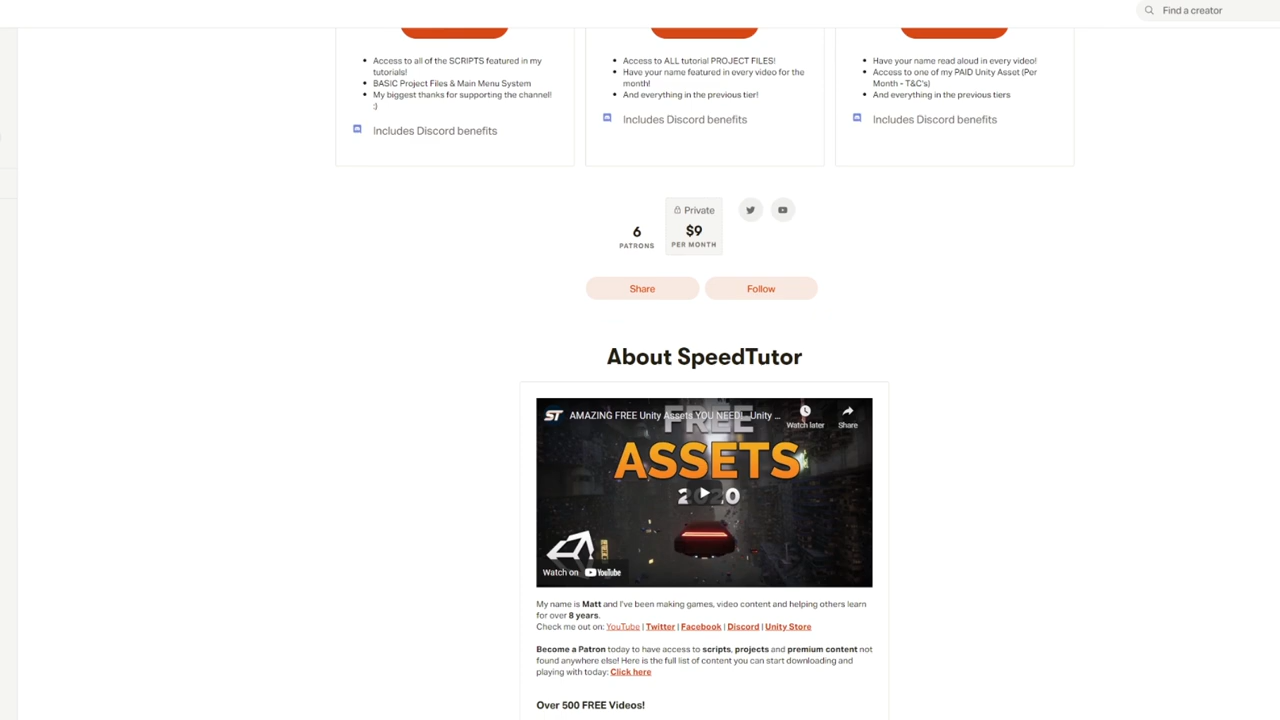 Find a creator
Access to all of the SCRIPTS featured in my
tutorials!
BASIC Project Files & Main Menu System
My biggest thanks for supporting the channel!
:)
Includes Discord benefits
Access to ALL tutorial PROJECT FILES!
Have your name featured in every video for the
month!
And everything in the previous tier!
Includes Discord benefits
Have your name read aloud in every video!
Access to one of my PAID Unity Asset (Per
Month - T&C's)
And everything in the previous tiers
Includes Discord benefits
6
PATRONS
Private
$9
PER MONTH
Share
Follow
About SpeedTutor
ST
AMAZING FREE Unity Assets YOU NEED! Unity ...
Watch later
Share
FREE
ASSETS
2020
Watch on YouTube
My name is Matt and I've been making games, video content and helping others learn
for over 8 years.
Check me out on: YouTube | Twitter | Facebook | Discord | Unity Store
Become a Patron today to have access to scripts, projects and premium content not
found anywhere else! Here is the full list of content you can start downloading and
playing with today: Click here
Over 500 FREE Videos!